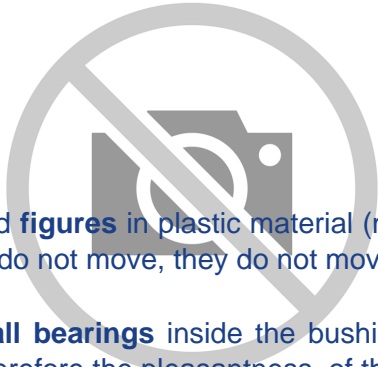 figures in plastic material (
do not move, they do not mov
all bearings inside the bushi
erefore the pleasantness, of th